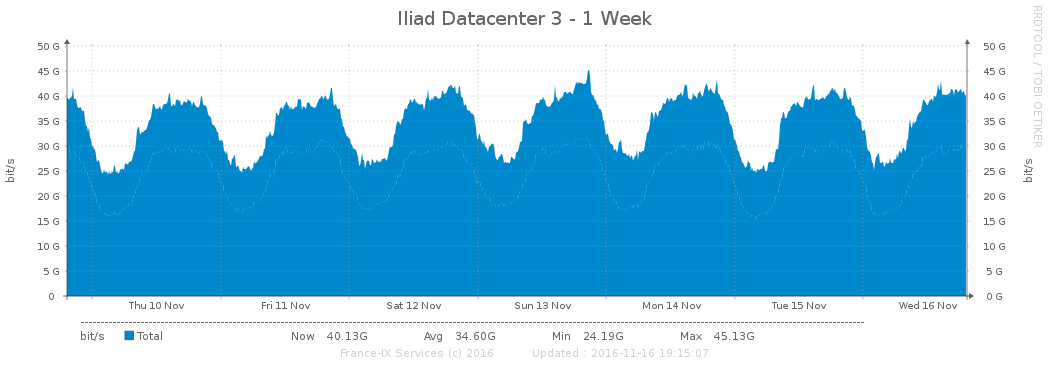 Iliad Datacenter 3 - 1 Week
RRDTOOL / TOBI OETIKER
50 G 50 G
45 G 45 G
40 G 40 G
35 G 35 G
30 G 30 G
25 G 25 G
20 G 20 G
15 G 15 G
10 G 10 G
5 G 5 G
0 0 G
bit/s bit/s
Thu 10 Nov Fri 11 Nov Sat 12 Nov Sun 13 Nov Mon 14 Nov Tue 15 Nov Wed 16 Nov
bit/s Total Now 40.13G Avg 34.60G Min 24.19G Max 45.13G
France-IX Services (c) 2016 Updated : 2016-11-16 19:15:07